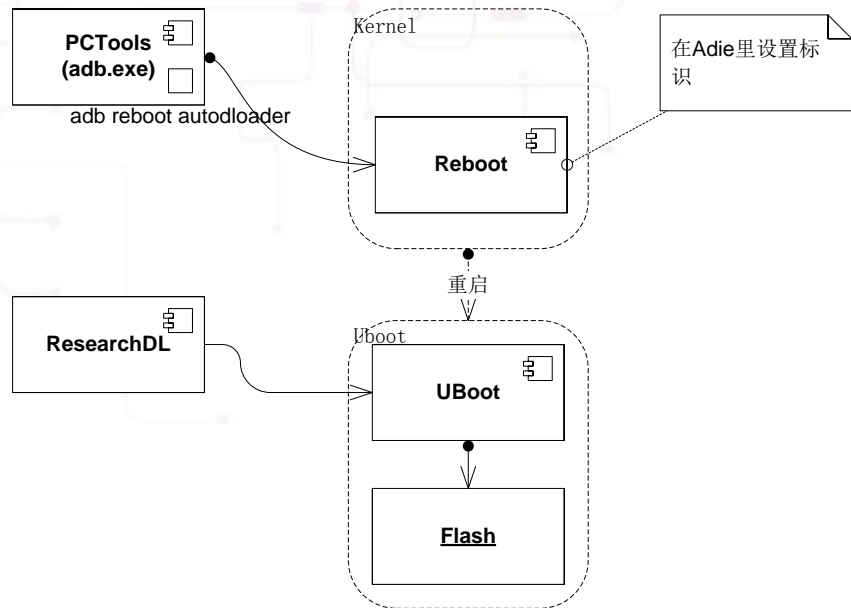 PCTools
(adb.exe)
adb reboot autodloader
Kernel
Reboot
在Adie里设置标
识
重启
ResearchDL
Uboot
UBoot
Flash